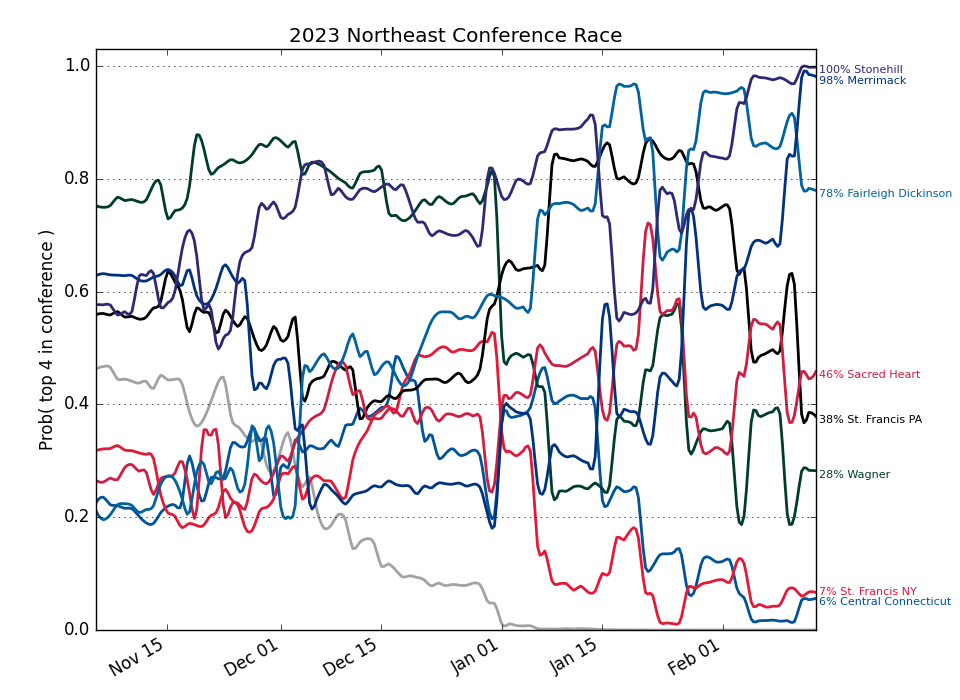 2023 Northeast Conference Race
Prob( top 4 in conference )
1.0
0.8
0.6
0.4
0.2
0.0
Nov 15
Dec 01
Dec 15
Jan 01
Jan 15
Feb 01
100% Stonehill
98% Merrimack
78% Fairleigh Dickinson
46% Sacred Heart
38% St. Francis PA
28% Wagner
7% St. Francis NY
6% Central Connecticut